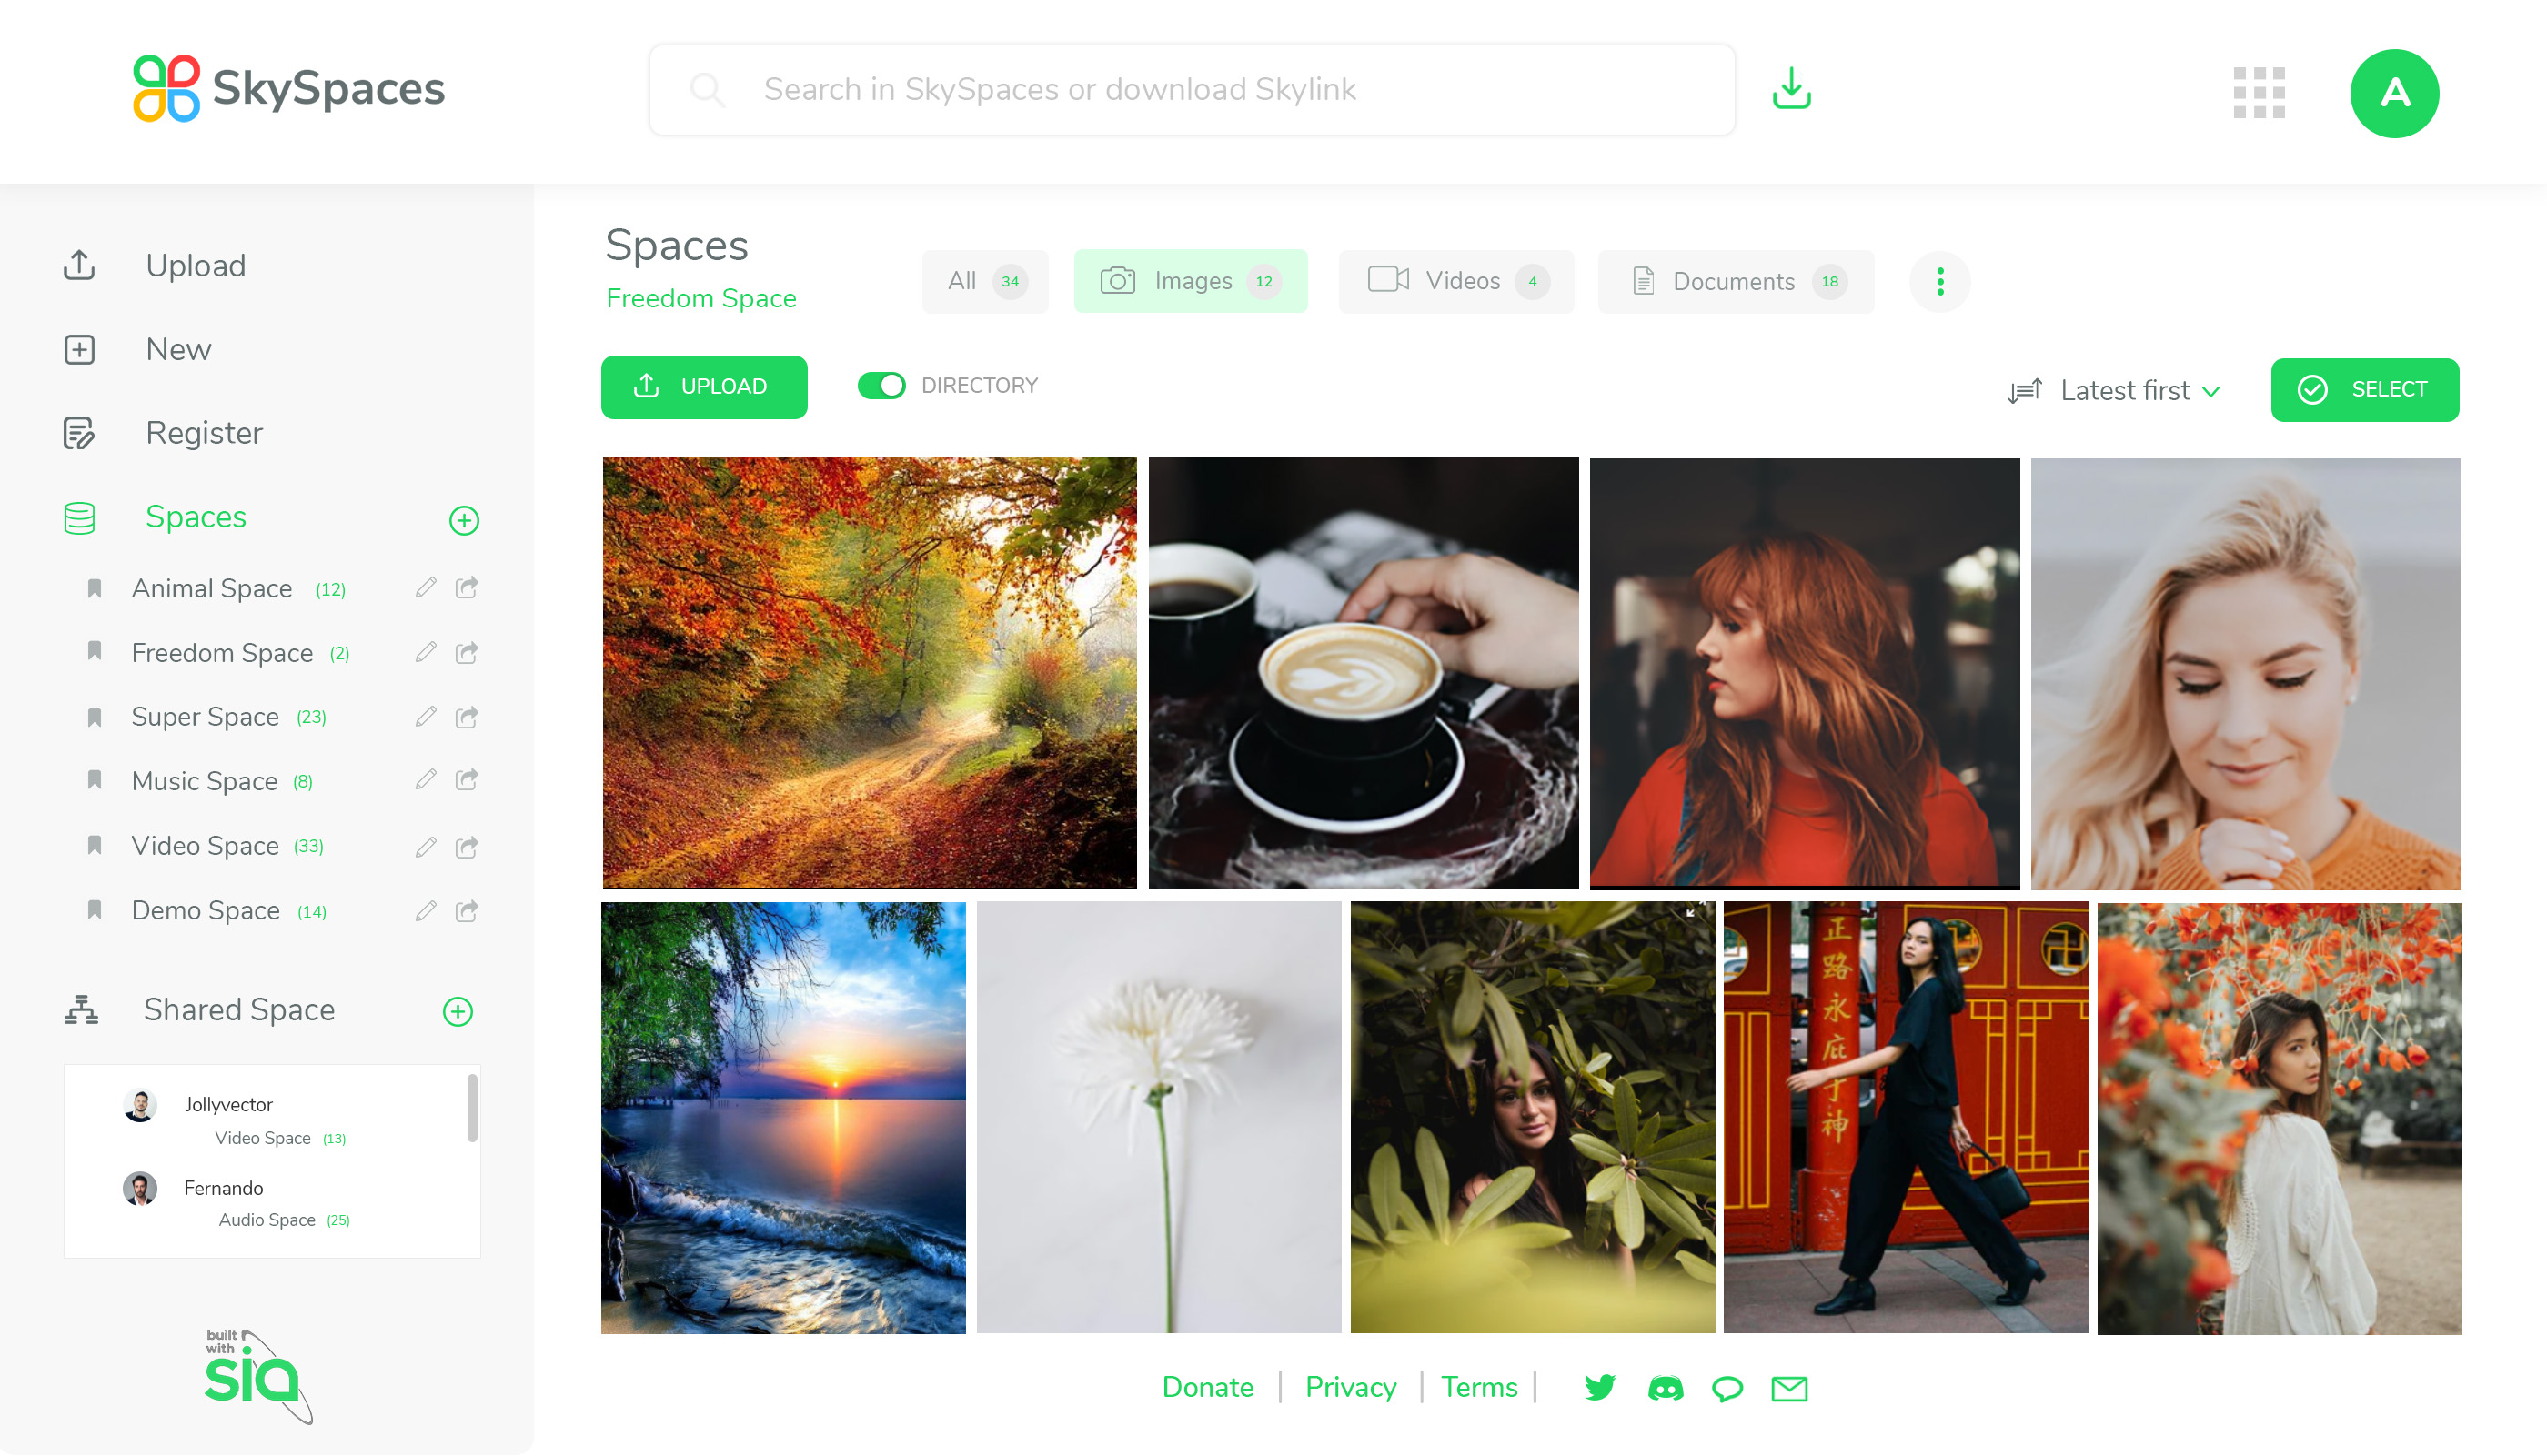 SkySpaces
Search in SkySpaces or download Skylink
A
Upload
New
Register
Spaces
Animal Space (12)
Freedom Space (2)
Super Space (23)
Music Space (8)
Video Space (33)
Demo Space (14)
Shared Space
Jollyvector
Video Space (13)
Fernando
Audio Space (25)
built
with
sia
Spaces
Freedom Space
All 34
Images 12
Videos 4
Documents 18
UPLOAD
DIRECTORY
Latest first
SELECT
正
路
永
庇
子
神
Donate | Privacy | Terms |